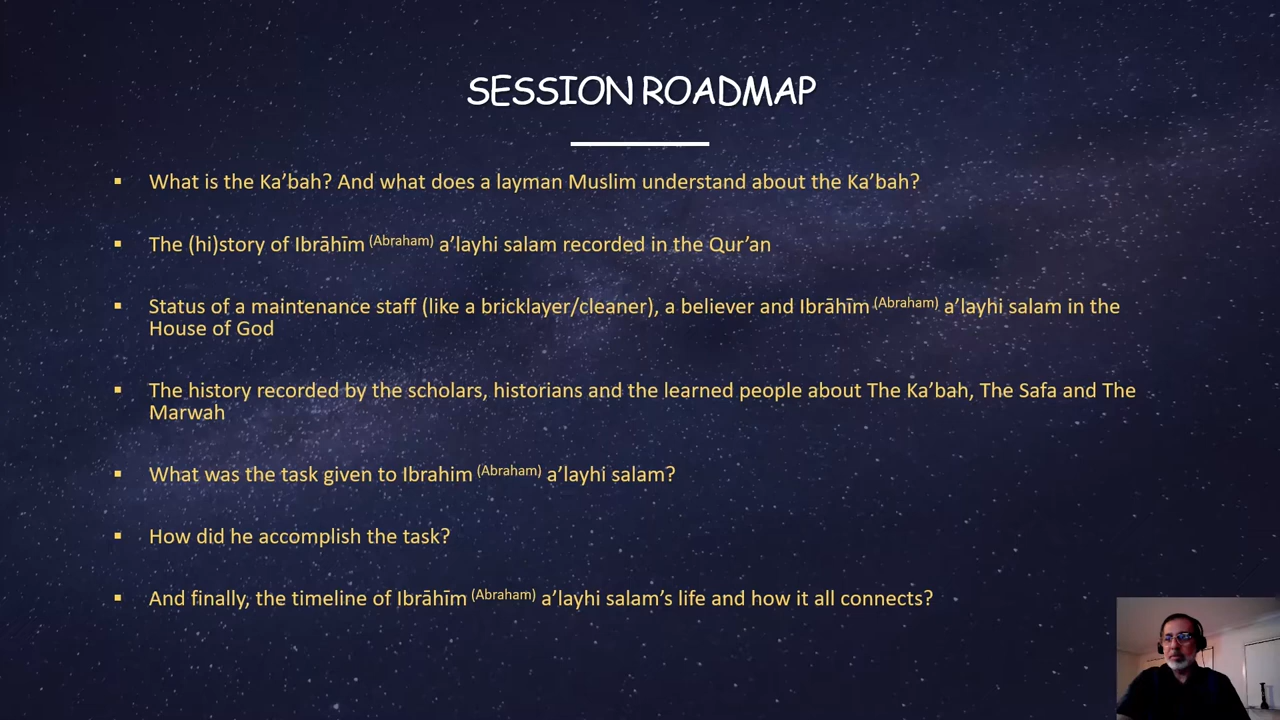 SESSION ROADMAP
▪ What is the Ka’bah? And what does a layman Muslim understand about the Ka’bah?
▪ The (hi)story of Ibrāhīm (Abraham) a’layhi salam recorded in the Qur’an
▪ Status of a maintenance staff (like a bricklayer/cleaner), a believer and Ibrāhīm (Abraham) a’layhi salam in the
House of God
▪ The history recorded by the scholars, historians and the learned people about The Ka’bah, The Safa and The
Marwah
▪ What was the task given to Ibrahim (Abraham) a’layhi salam?
▪ How did he accomplish the task?
▪ And finally, the timeline of Ibrāhīm (Abraham) a’layhi salam’s life and how it all connects?